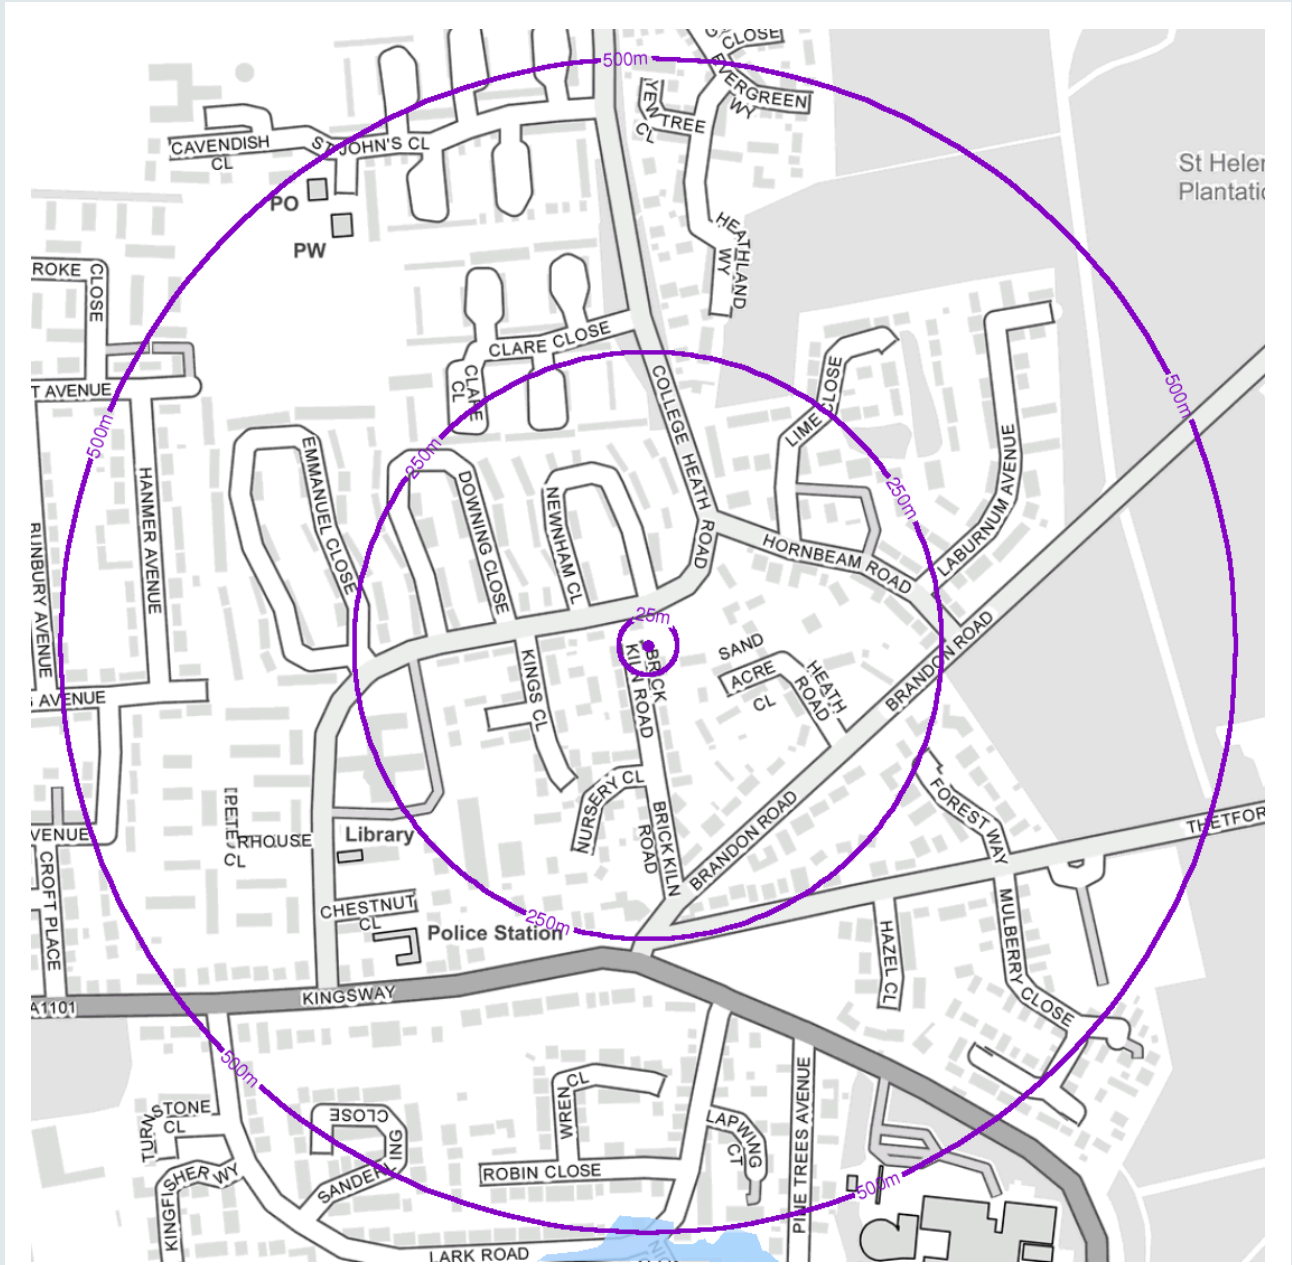 CLOSE
500m
EVERGREEN
WY
YEW
TREE
CL
CAVENDISH
CL
ST JOHN'S CL
St Heler
Plantatio
PO
PW
HEATHLAND
WY
ROKE
CLOSE
CLARE CLOSE
CLARE
CL
T AVENUE
500m
COLLEGE HEATH
ROAD
LIME CLOSE
500m
HANMER AVENUE
EMMANUEL CLOSE
250m
DOWNING CLOSE
NEWNHAM CL
250m
LABURNUM AVENUE
HORNBEAM ROAD
RUNBURY AVENUE
25m
BRICK
KILN ROAD
SAND
ACRE
CL
HEATH
ROAD
BRANDON ROAD
KINGS CL
AVENUE
NURSERY CL
PETE
RHOUSE
CL
Library
BRICK KILN
ROAD
BRANDON ROAD
FOREST WAY
THETFOR
VENUE
CROFT PLACE
CHESTNUT
CL
Police Station
250m
HAZEL CL
MULBERRY CLOSE
A1101
KINGSWAY
500m
STONE
TURN
CL
CLOSE
SANDERLING
WREN
CL
ROBIN CLOSE
LAPWING
CT
PINE TREES AVENUE
500m
KINGFI
SHER WY
LARK ROAD